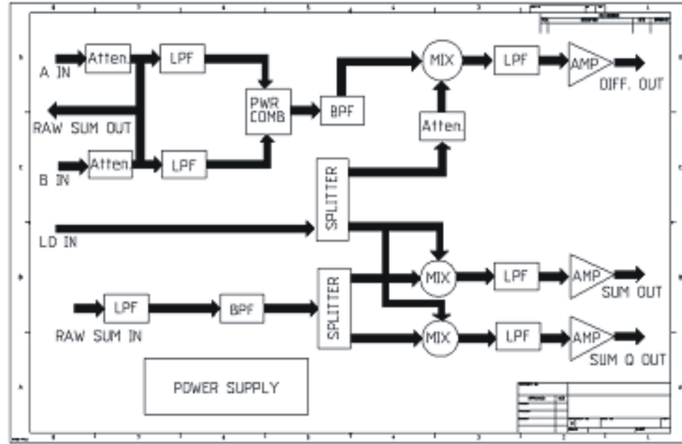 A IN
Atten.
LPF
MIX
LPF
AMP
DIFF. OUT
RAW SUM OUT
PWR
COMB
BPF
Atten.
B IN
Atten.
LPF
SPLITTER
LO IN
RAW SUM IN
LPF
BPF
SPLITTER
MIX
LPF
AMP
SUM OUT
MIX
LPF
AMP
SUM Q OUT
POWER SUPPLY